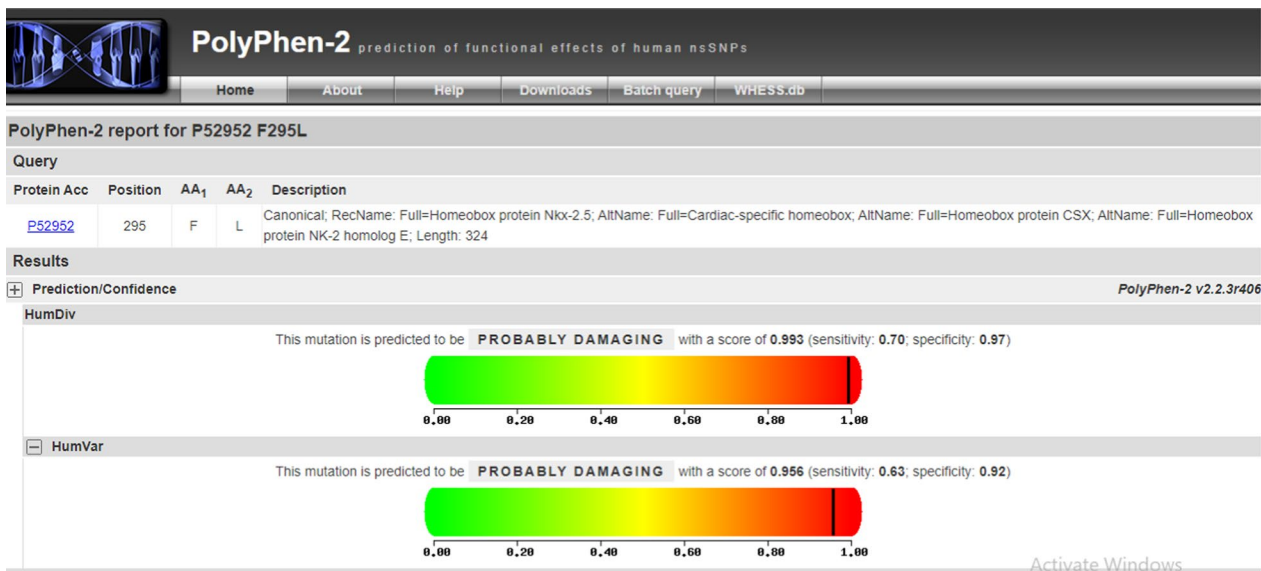 PolyPhen-2 prediction of functional effects of human nsSNPs
Home About Help Downloads Batch query WHESS.db
PolyPhen-2 report for P52952 F295L
Query
Protein Acc Position AA1 AA2 Description
P52952 295 F L Canonical; RecName: Full=Homeobox protein Nkx-2.5; AltName: Full=Cardiac-specific homeobox; AltName: Full=Homeobox protein CSX; AltName: Full=Homeobox
protein NK-2 homolog E; Length: 324
Results
+ Prediction/Confidence PolyPhen-2 v2.2.3r406
HumDiv
This mutation is predicted to be PROBABLY DAMAGING with a score of 0.993 (sensitivity: 0.70; specificity: 0.97)
0.00 0.20 0.40 0.60 0.80 1.00
− HumVar
This mutation is predicted to be PROBABLY DAMAGING with a score of 0.956 (sensitivity: 0.63; specificity: 0.92)
0.00 0.20 0.40 0.60 0.80 1.00
Activate Windows